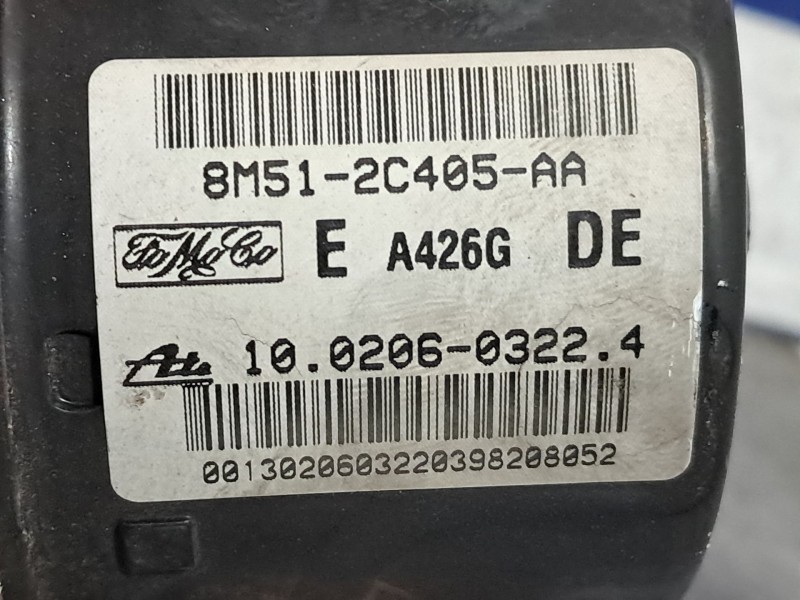 8M51-2C405-AA
FoMoCo E A426G DE
Ate 10.0206-0322.4
00130206032203982080​52